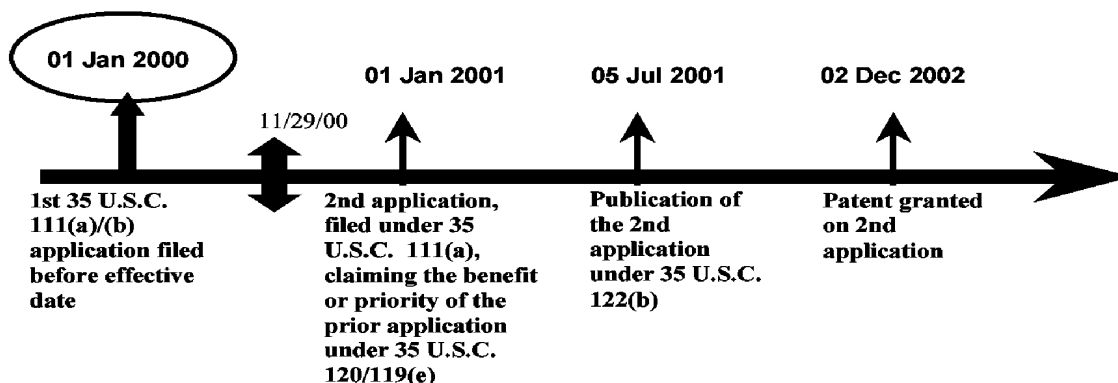 01 Jan 2000
11/29/00
01 Jan 2001
05 Jul 2001
02 Dec 2002
1st 35 U.S.C.
111(a)/(b)
application filed
before effective
date
2nd application,
filed under 35
U.S.C. 111(a),
claiming the benefit
or priority of the
prior application
under 35 U.S.C.
120/119(e)
Publication of
the 2nd
application
under 35 U.S.C.
122(b)
Patent granted
on 2nd
application